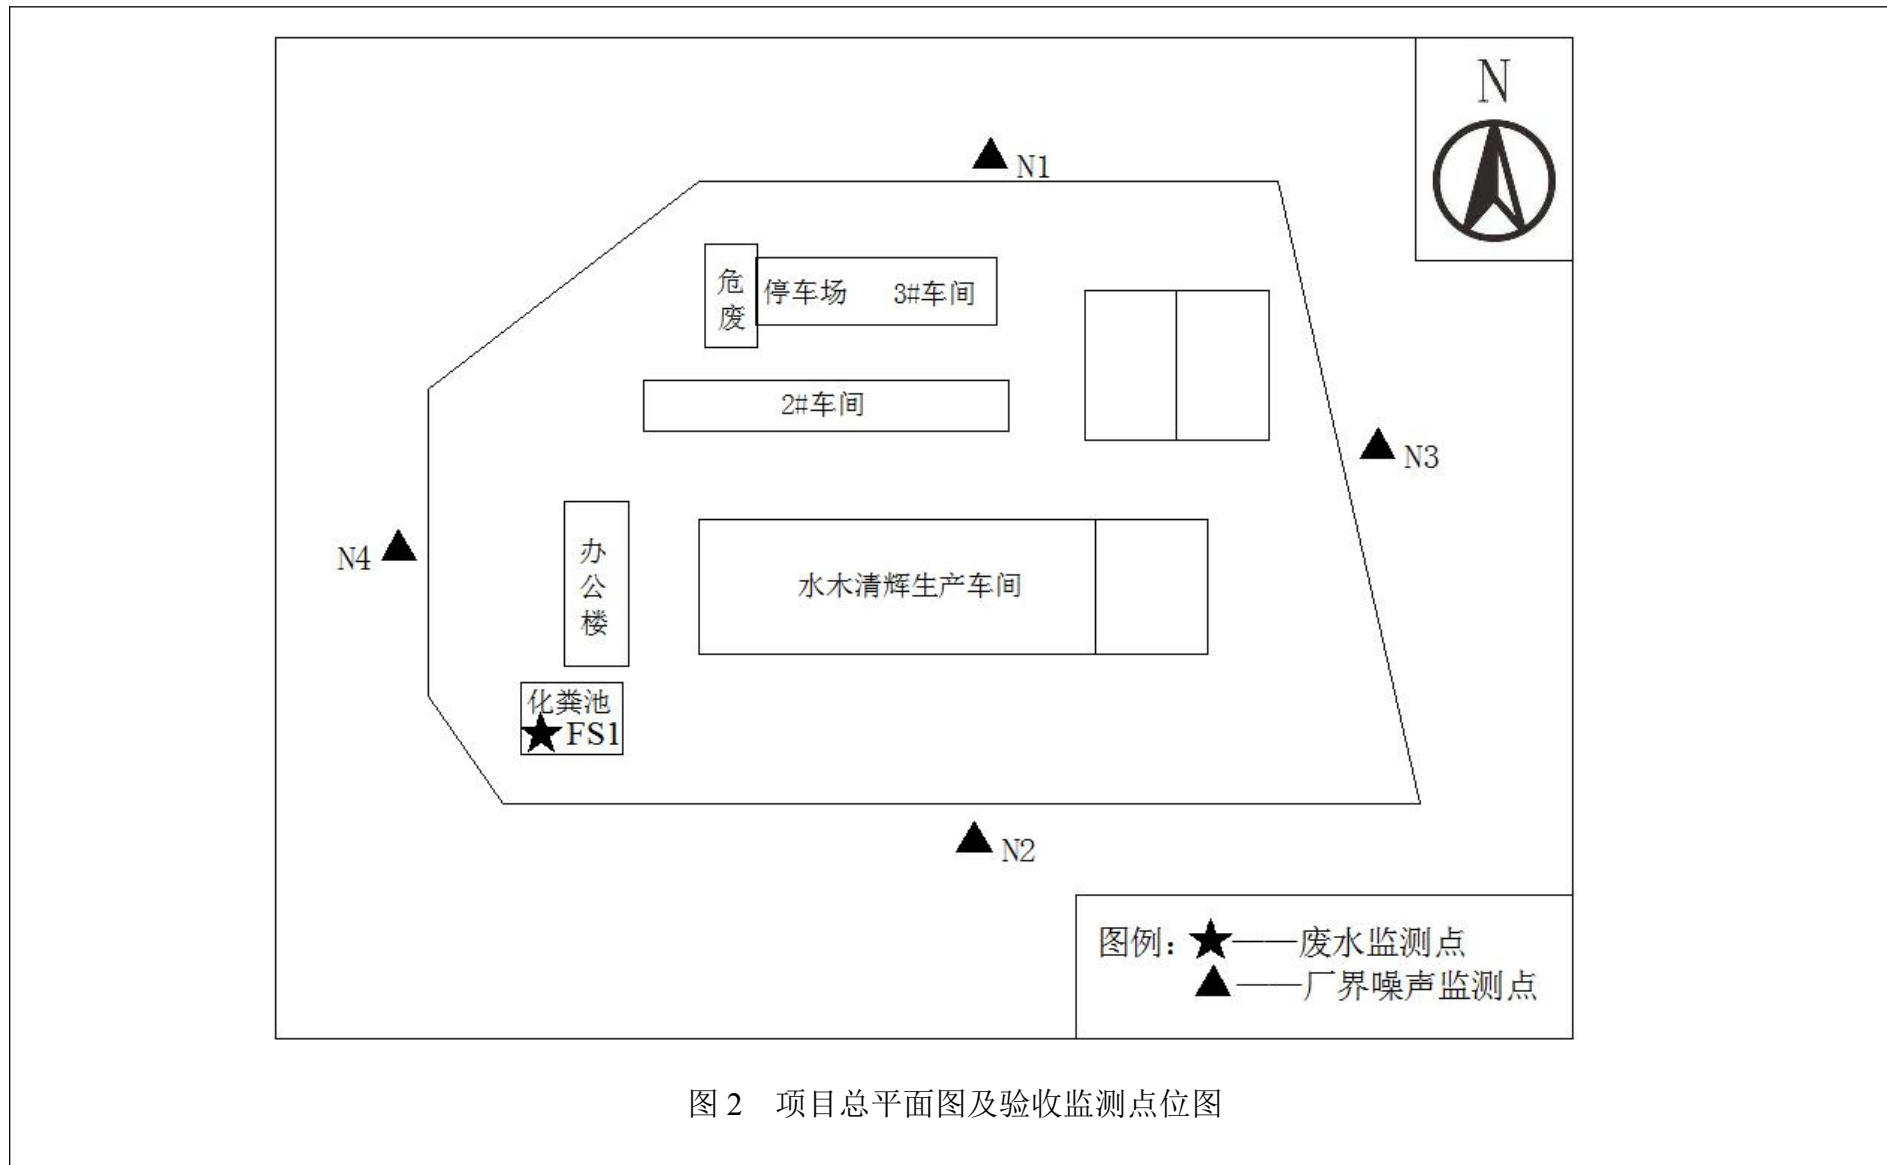 N
N1
危
废
停车场 3#车间
2#车间
N3
N4
办
公
楼
水木清辉生产车间
化粪池
★FS1
N2
图例：★——废水监测点
▲——厂界噪声监测点
图 2 项目总平面图及验收监测点位图